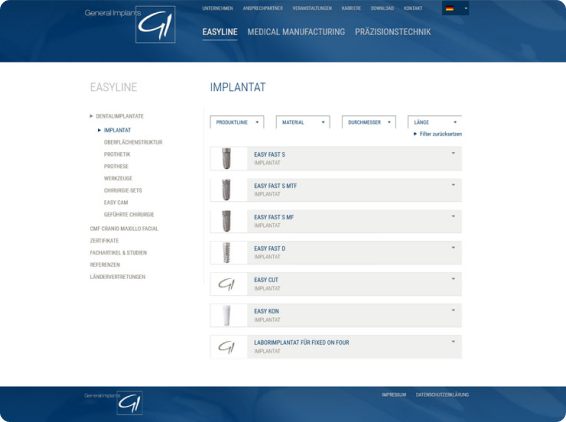 General Implants GI
UNTERNEHMEN ANSPRECHPARTNER VERANSTALTUNGEN KARRIERE DOWNLOAD KONTAKT
EASYLINE MEDICAL MANUFACTURING PRÄZISIONSTECHNIK
EASYLINE
IMPLANTAT
DENTALIMPLANTATE
IMPLANTAT
OBERFLÄCHENSTRUKTUR
PROTHETIK
PROTHESE
WERKZEUGE
CHIRURGIE-SETS
EASY CAM
GEFÜHRTE CHIRURGIE
CMF CRANIO MAXILLO FACIAL
ZERTIFIKATE
FACHARTIKEL & STUDIEN
REFERENZEN
LÄNDERVERTRETUNGEN
PRODUKTLINIE MATERIAL DURCHMESSER LÄNGE
Filter zurücksetzen
EASY FAST S
IMPLANTAT
EASY FAST S MTF
IMPLANTAT
EASY FAST S MF
IMPLANTAT
EASY FAST D
IMPLANTAT
GI
EASY CUT
IMPLANTAT
EASY KON
IMPLANTAT
GI
LABORIMPLANTAT FÜR FIXED ON FOUR
IMPLANTAT
General Implants GI
IMPRESSUM DATENSCHUTZERKLÄRUNG